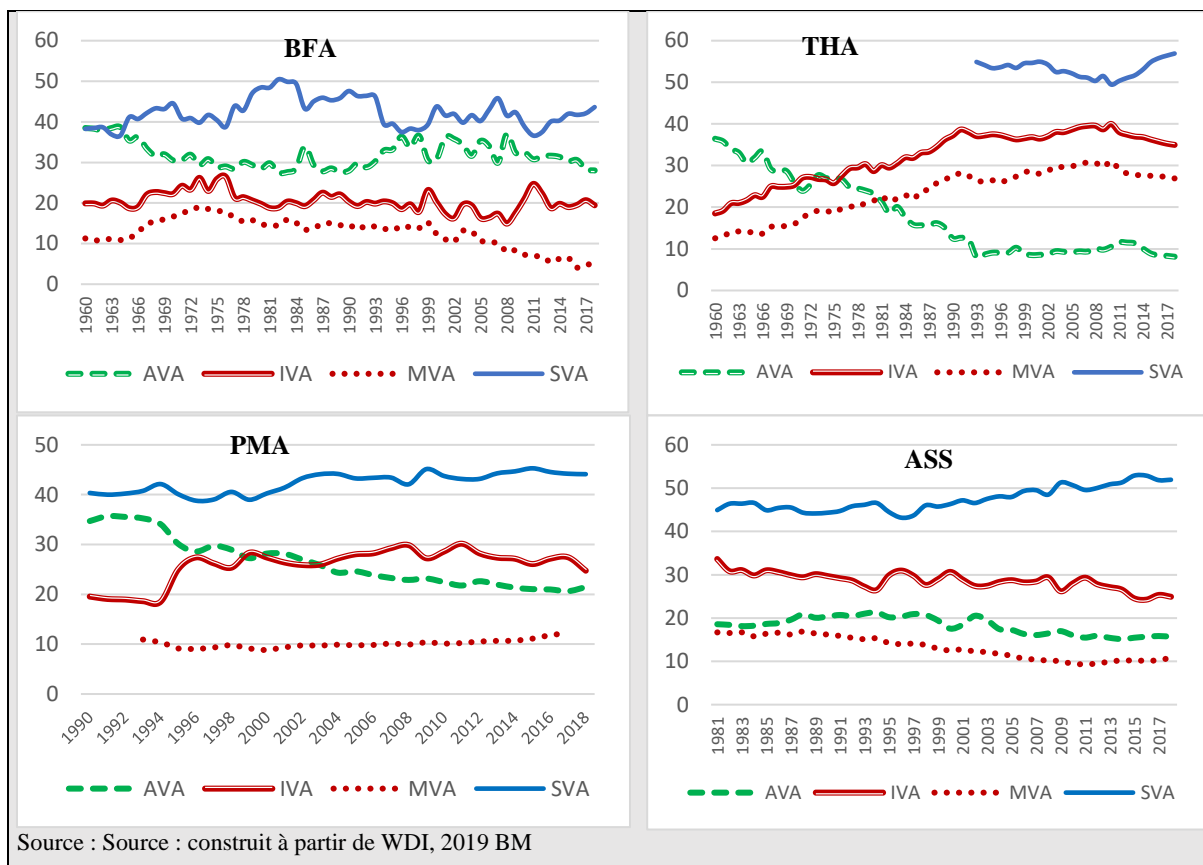 BFA
60
50
40
30
20
10
0
1960 1963 1966 1969 1972 1975 1978 1981 1984 1987 1990 1993 1996 1999 2002 2005 2008 2011 2014 2017
AVA IVA MVA SVA
THA
60
50
40
30
20
10
0
1960 1963 1966 1969 1972 1975 1978 1981 1984 1987 1990 1993 1996 1999 2002 2005 2008 2011 2014 2017
AVA IVA MVA SVA
PMA
50
40
30
20
10
0
1990 1992 1994 1996 1998 2000 2002 2004 2006 2008 2010 2012 2014 2016 2018
AVA IVA MVA SVA
ASS
60
50
40
30
20
10
0
1981 1983 1985 1987 1989 1991 1993 1995 1997 1999 2001 2003 2005 2007 2009 2011 2013 2015 2017
AVA IVA MVA SVA
Source : Source : construit à partir de WDI, 2019 BM